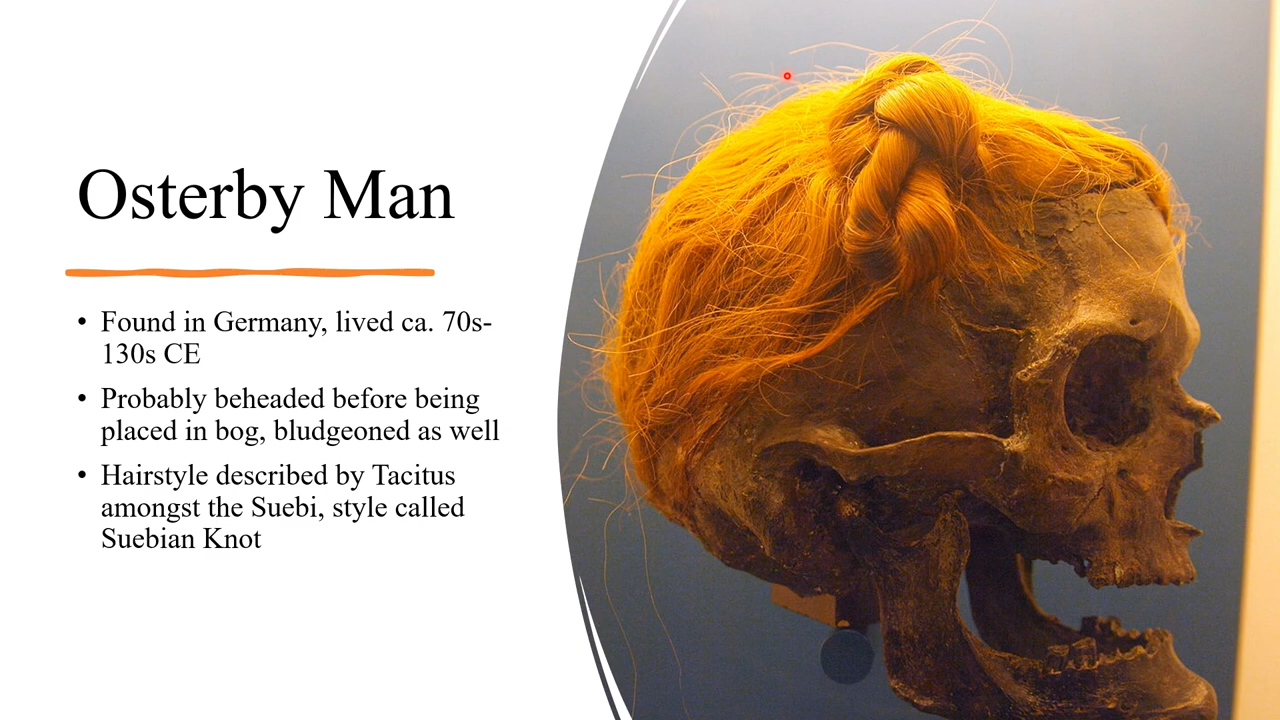 Osterby Man
• Found in Germany, lived ca. 70s-
130s CE
• Probably beheaded before being
placed in bog, bludgeoned as well
• Hairstyle described by Tacitus
amongst the Suebi, style called
Suebian Knot